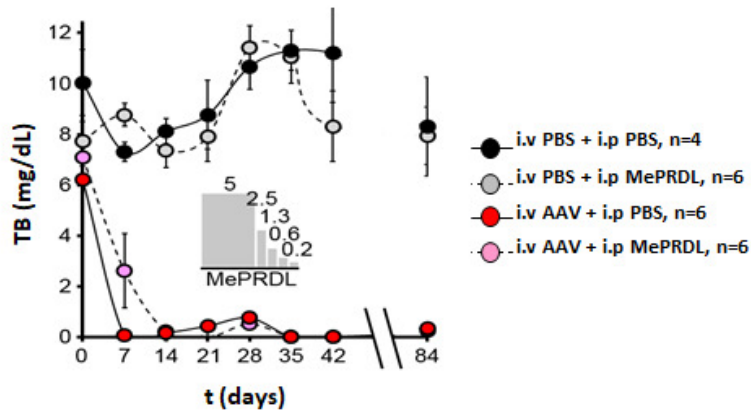 TB (mg/dL)
12
10
8
6
4
2
0
5
2.5
1.3
0.6
0.2
MePRDL
0 7 14 21 28 35 42 84
t (days)
i.v PBS + i.p PBS, n=4
i.v PBS + i.p MePRDL, n=6
i.v AAV + i.p PBS, n=6
i.v AAV + i.p MePRDL, n=6